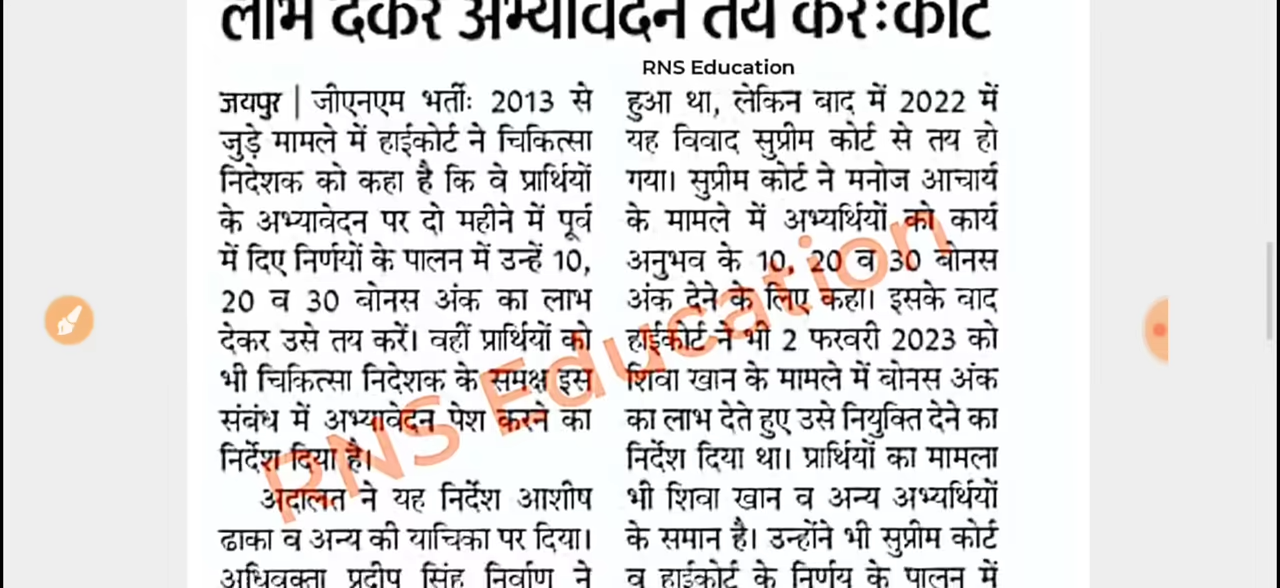 लाभ देकर अभ्यावेदन तय करें:कोर्ट
RNS Education
जयपुर | जीएनएम भर्ती: 2013 से
जुड़े मामले में हाईकोर्ट ने चिकित्सा
निदेशक को कहा है कि वे प्रार्थियों
के अभ्यावेदन पर दो महीने में पूर्व
में दिए निर्णयों के पालन में उन्हें 10,
20 व 30 बोनस अंक का लाभ
देकर उसे तय करें। वहीं प्रार्थियों को
भी चिकित्सा निदेशक के समक्ष इस
संबंध में अभ्यावेदन पेश करने का
निर्देश दिया है।
अदालत ने यह निर्देश आशीष
ढाका व अन्य की याचिका पर दिया।
अधिवक्ता प्रदीप सिंह निर्वाण ने
हुआ था, लेकिन बाद में 2022 में
यह विवाद सुप्रीम कोर्ट से तय हो
गया। सुप्रीम कोर्ट ने मनोज आचार्य
के मामले में अभ्यर्थियों को कार्य
अनुभव के 10, 20 व 30 बोनस
अंक देने के लिए कहा। इसके बाद
हाईकोर्ट ने भी 2 फरवरी 2023 को
शिवा खान के मामले में बोनस अंक
का लाभ देते हुए उसे नियुक्ति देने का
निर्देश दिया था। प्रार्थियों का मामला
भी शिवा खान व अन्य अभ्यर्थियों
के समान है। उन्होंने भी सुप्रीम कोर्ट
व हाईकोर्ट के निर्णय के पालन में
RNS Education